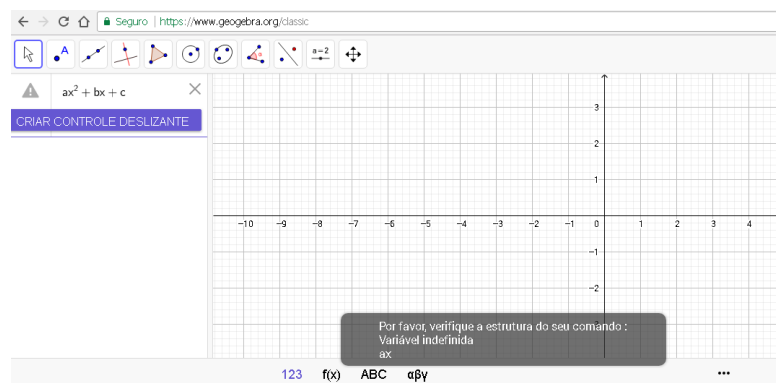 Seguro | https://www.geogebra.org/classic
A
a=2
ax² + bx + c
CRIAR CONTROLE DESLIZANTE
3
2
1
−10 −9 −8 −7 −6 −5 −4 −3 −2 −1 0 1 2 3 4
−1
−2
Por favor, verifique a estrutura do seu comando :
Variável indefinida
ax
123 f(x) ABC αβγ